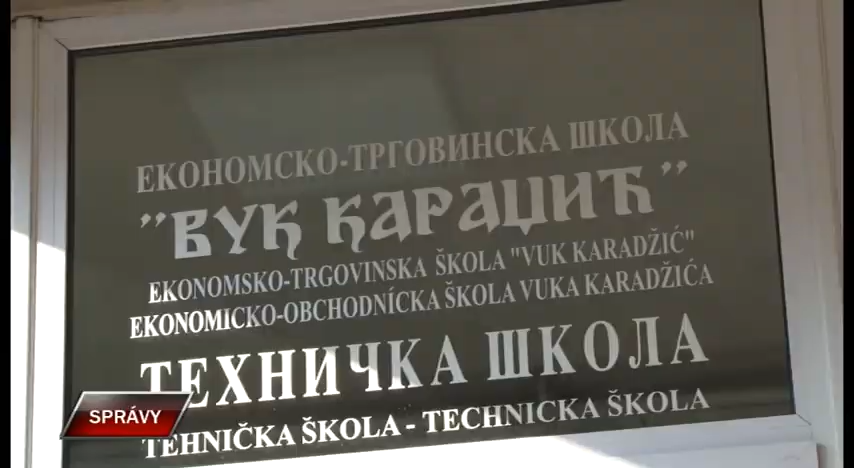 ЕКОНОМСКО-ТРГОВИНСКА ШКОЛА
”ВУК КАРАЏИЋ”
EKONOMSKO-TRGOVINSKA ŠKOLA "VUK KARADŽIĆ"
EKONOMICKO-OBCHODNÍCKA ŠKOLA VUKA KARADŽIĆA
ТЕХНИЧКА ШКОЛА
TEHNIČKA ŠKOLA - TECHNICKA ŠKOLA
SPRÁVY